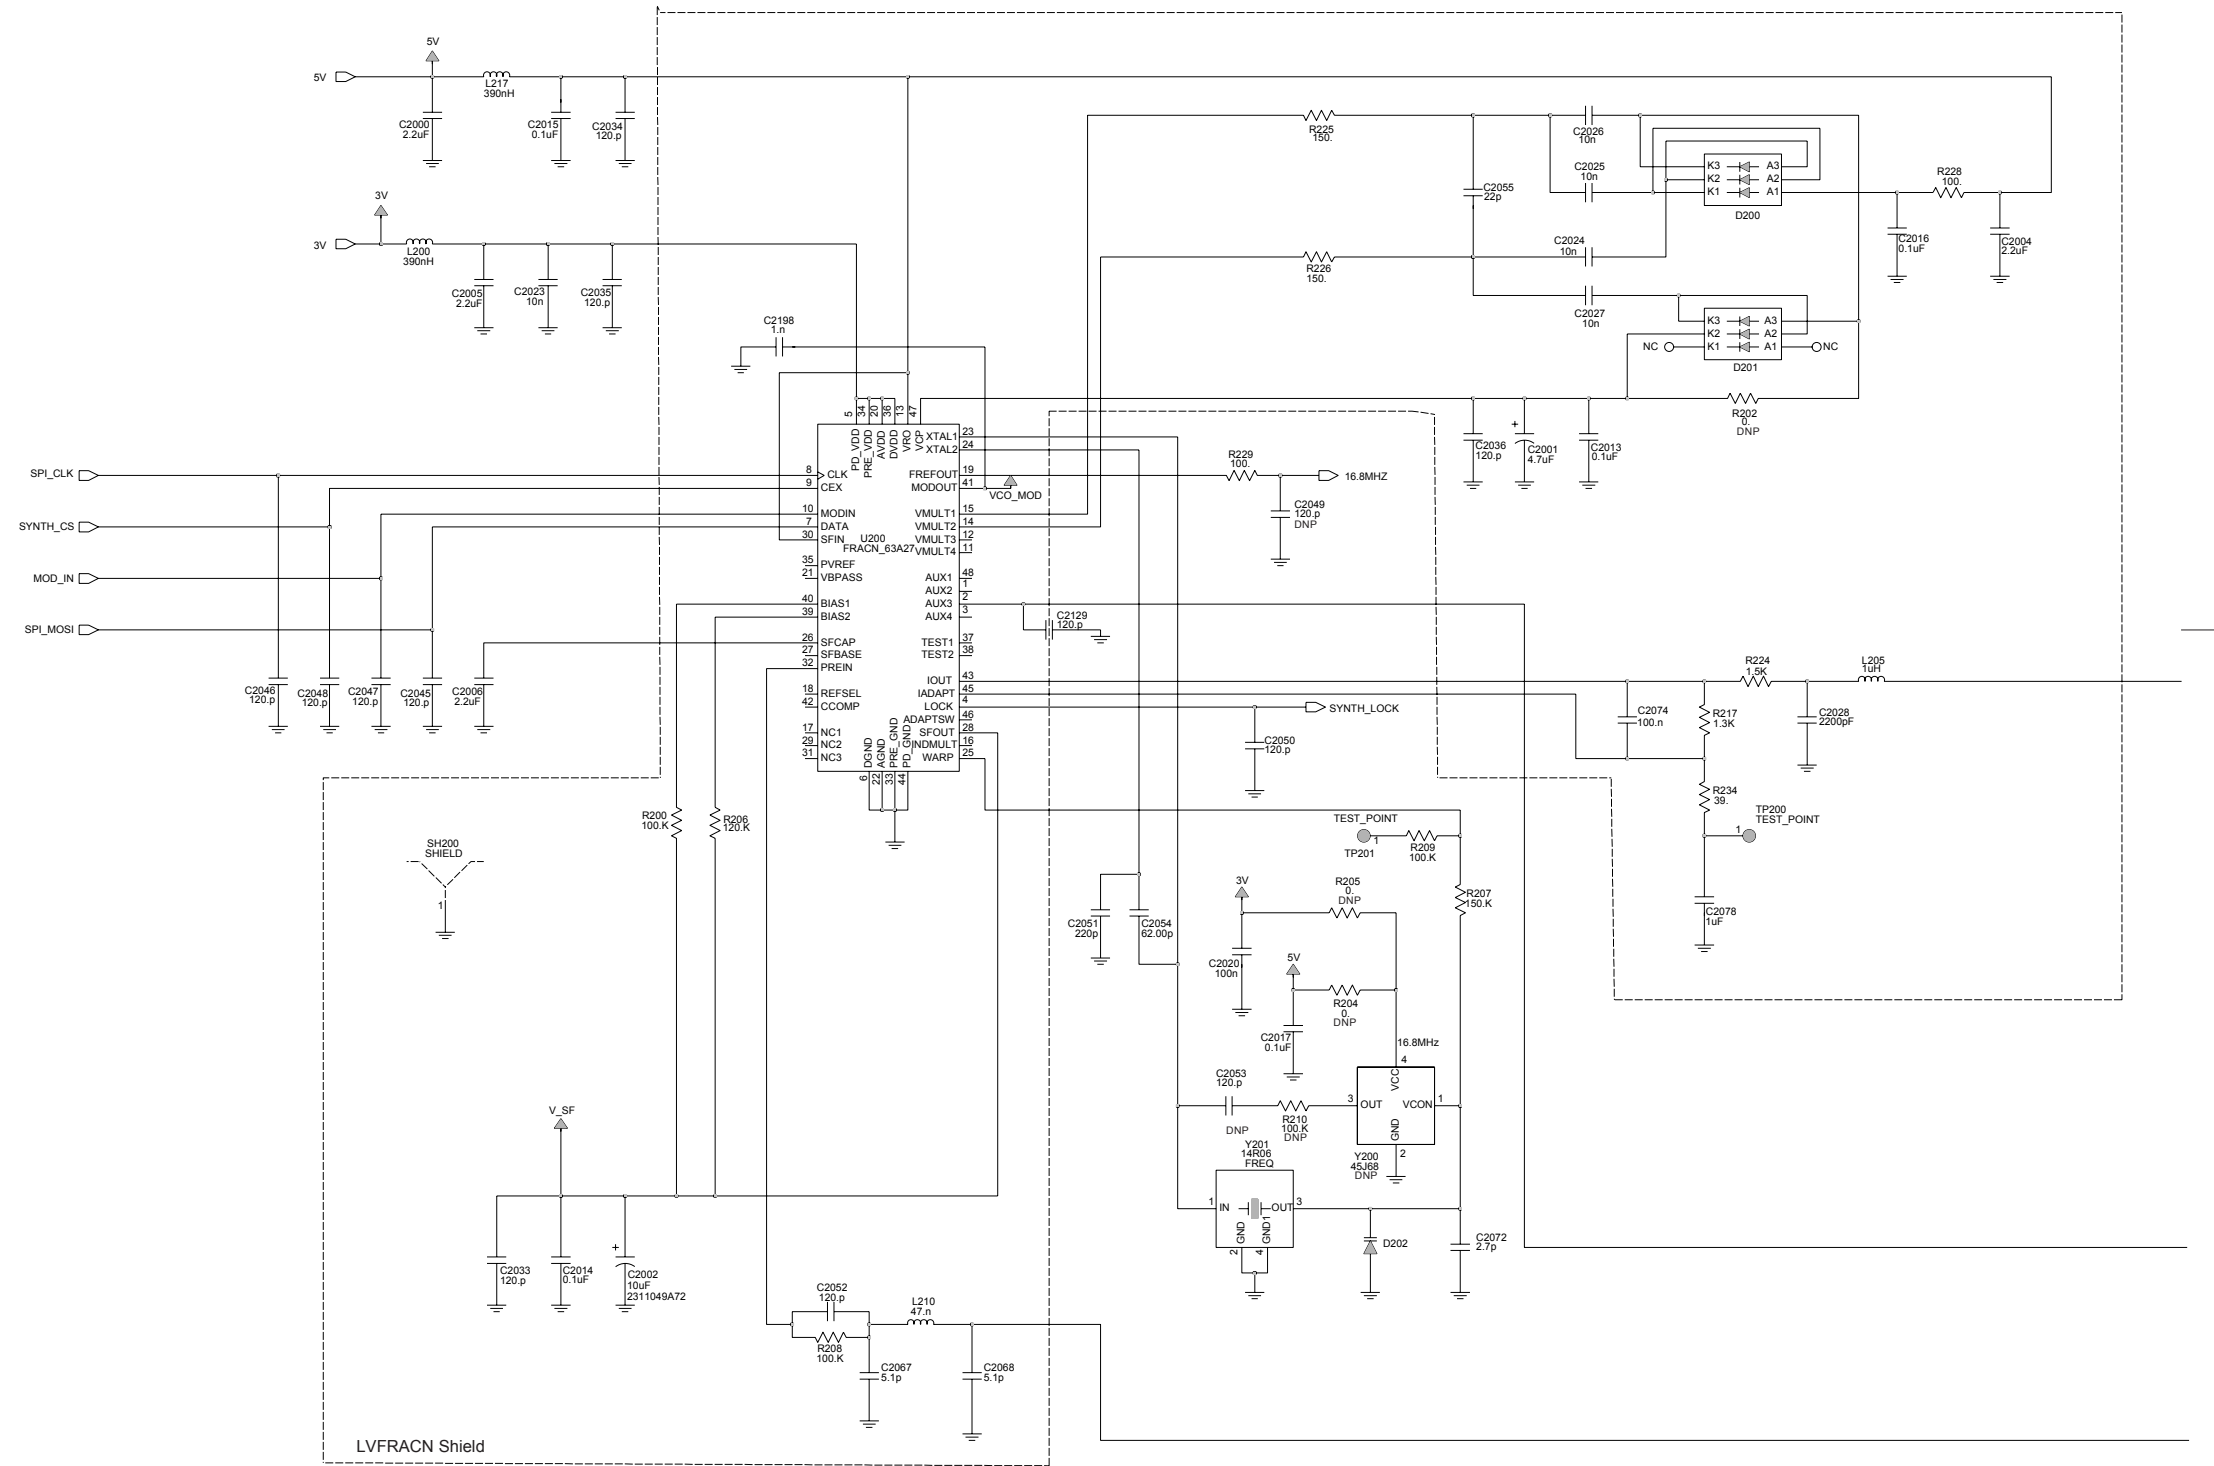 5V
5V
L217
390nH
C2000
2.2uF
C2015
0.1uF
C2034
120.p
3V
3V
L200
390nH
C2005
2.2uF
C2023
10n
C2035
120.p
C2198
1.n
R225
150.
R226
150.
C2055
22p
C2026
10n
C2025
10n
C2024
10n
C2027
10n
K3 A3
K2 A2
K1 A1
D200
R228
100.
C2016
0.1uF
C2004
2.2uF
K3 A3
K2 A2
NC K1 A1 NC
D201
R202
0.
DNP
C2036
120.p
+
C2001
4.7uF
C2013
0.1uF
SPI_CLK
SYNTH_CS
MOD_IN
SPI_MOSI
C2046
120.p
C2048
120.p
C2047
120.p
C2045
120.p
C2006
2.2uF
5
34
20
36
13
47
PD_VDD
PRE_VDD
AVDD
DVDD
VRO
VCP
8 CLK
9 CEX
10 MODIN
7 DATA
30 SFIN
35 PVREF
21 VBPASS
40 BIAS1
39 BIAS2
26 SFCAP
27 SFBASE
32 PREIN
18 REFSEL
42 CCOMP
17 NC1
29 NC2
31 NC3
U200
FRACN_63A27
XTAL1 23
XTAL2 24
FREFOUT 19
MODOUT 41
VMULT1 15
VMULT2 14
VMULT3 12
VMULT4 11
AUX1 48
AUX2 1
AUX3 2
AUX4 3
TEST1 37
TEST2 38
IOUT 43
IADAPT 45
LOCK 4
ADAPTSW 46
SFOUT 28
INDMULT 16
WARP 25
DGND
AGND
PRE_GND
PD_GND
6
22
33
44
VCO_MOD
R229
100.
16.8MHZ
C2049
120.p
DNP
C2129
120.p
SYNTH_LOCK
C2050
120.p
R224
1.5K
L205
1uH
C2074
100.n
R217
1.3K
C2028
2200pF
R234
39.
TP200
TEST_POINT
1
C2078
1uF
R200
100.K
R206
120.K
SH200
SHIELD
1
TEST_POINT
1
TP201
R209
100.K
R207
150.K
3V
R205
0.
DNP
C2020
100n
5V
R204
0.
DNP
C2017
0.1uF
C2051
220p
C2054
62.00p
16.8MHz
4
VCC
3 OUT VCON 1
GND
2
Y200
45J68
DNP
C2053
120.p
DNP
R210
100.K
DNP
Y201
14R06
FREQ
1 IN OUT 3
GND
GND1
2
4
D202
C2072
2.7p
V_SF
C2033
120.p
C2014
0.1uF
+
C2002
10uF
2311049A72
C2052
120.p
R208
100.K
L210
47.n
C2067
5.1p
C2068
5.1p
LVFRACN Shield